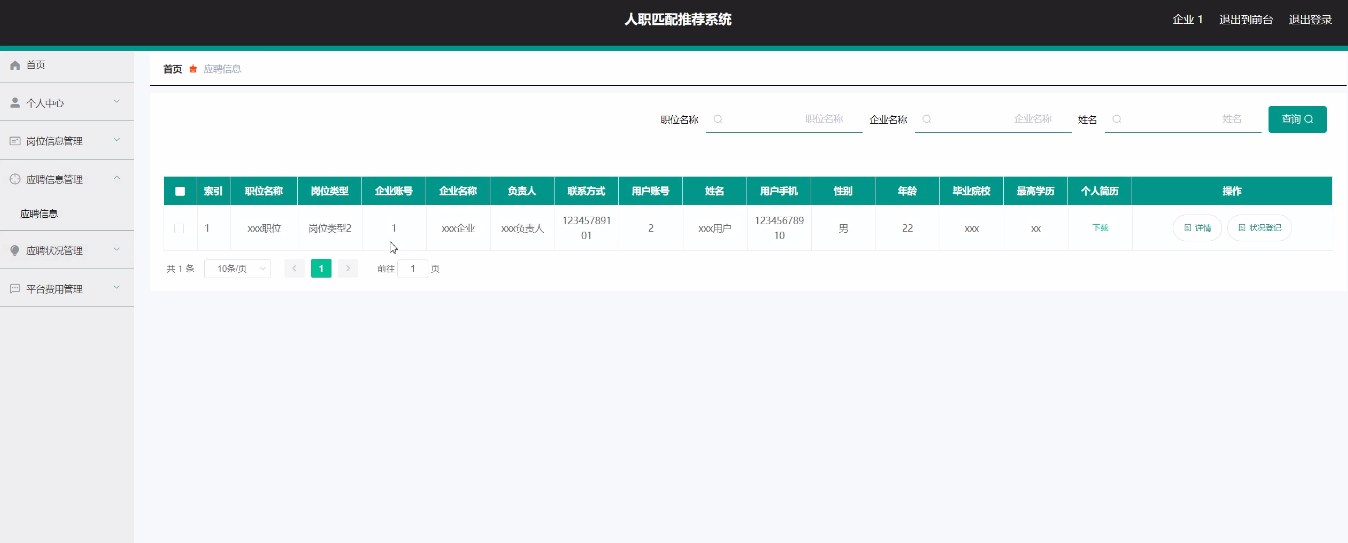 人职匹配推荐系统
企业 1 退出到前台 退出登录
首页
个人中心
岗位信息管理
应聘信息管理
应聘信息
应聘状况管理
平台费用管理
首页 应聘信息
职位名称 职位名称 企业名称 企业名称 姓名 姓名 查询
索引 职位名称 岗位类型 企业账号 企业名称 负责人 联系方式 用户账号 姓名 用户手机 性别 年龄 毕业院校 最高学历 个人简历 操作
1 xxx职位 岗位类型2 1 xxx企业 xxx负责人 12345789101 2 xxx用户 12345678910 男 22 xxx xx 下载 详情 状况登记
共 1 条 10条/页 1 前往 1 页